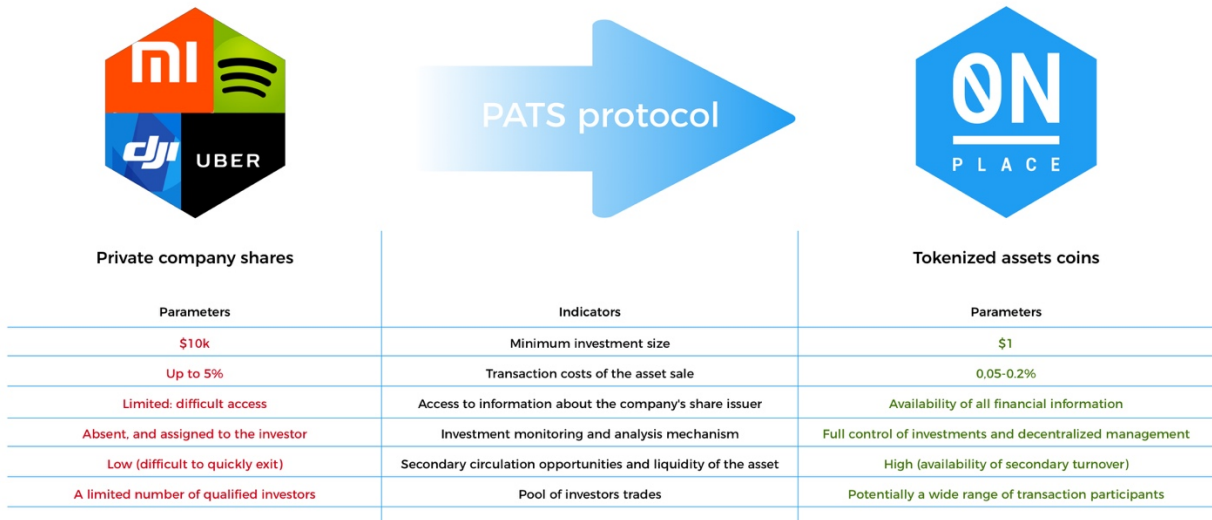 MI
dji
UBER
PATS protocol
0N
PLACE
Private company shares
Tokenized assets coins
Parameters
Indicators
Parameters
$10k
Minimum investment size
$1
Up to 5%
Transaction costs of the asset sale
0,05-0.2%
Limited: difficult access
Access to information about the company's share issuer
Availability of all financial information
Absent, and assigned to the investor
Investment monitoring and analysis mechanism
Full control of investments and decentralized management
Low (difficult to quickly exit)
Secondary circulation opportunities and liquidity of the asset
High (availability of secondary turnover)
A limited number of qualified investors
Pool of investors trades
Potentially a wide range of transaction participants